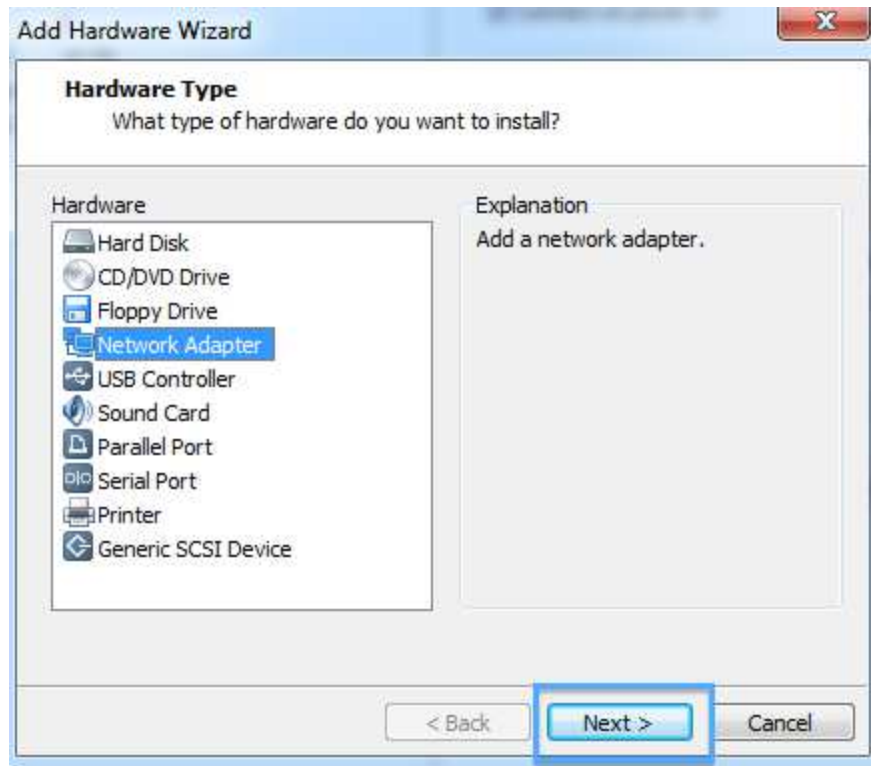 Add Hardware Wizard
Hardware Type
What type of hardware do you want to install?
Hardware
Explanation
Hard Disk
Add a network adapter.
CD/DVD Drive
Floppy Drive
Network Adapter
USB Controller
Sound Card
Parallel Port
Serial Port
Printer
Generic SCSI Device
< Back
Next >
Cancel